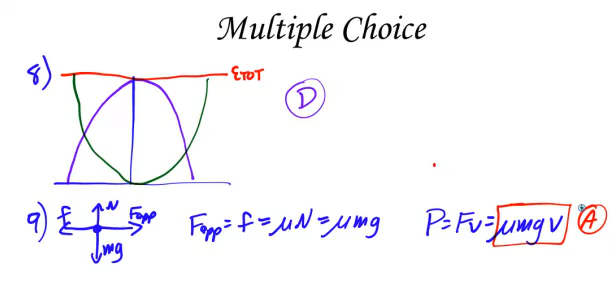 Multiple Choice
8) ETOT D
9) f N Fapp mg Fapp = f = μN = μmg P = Fv = μmgv A